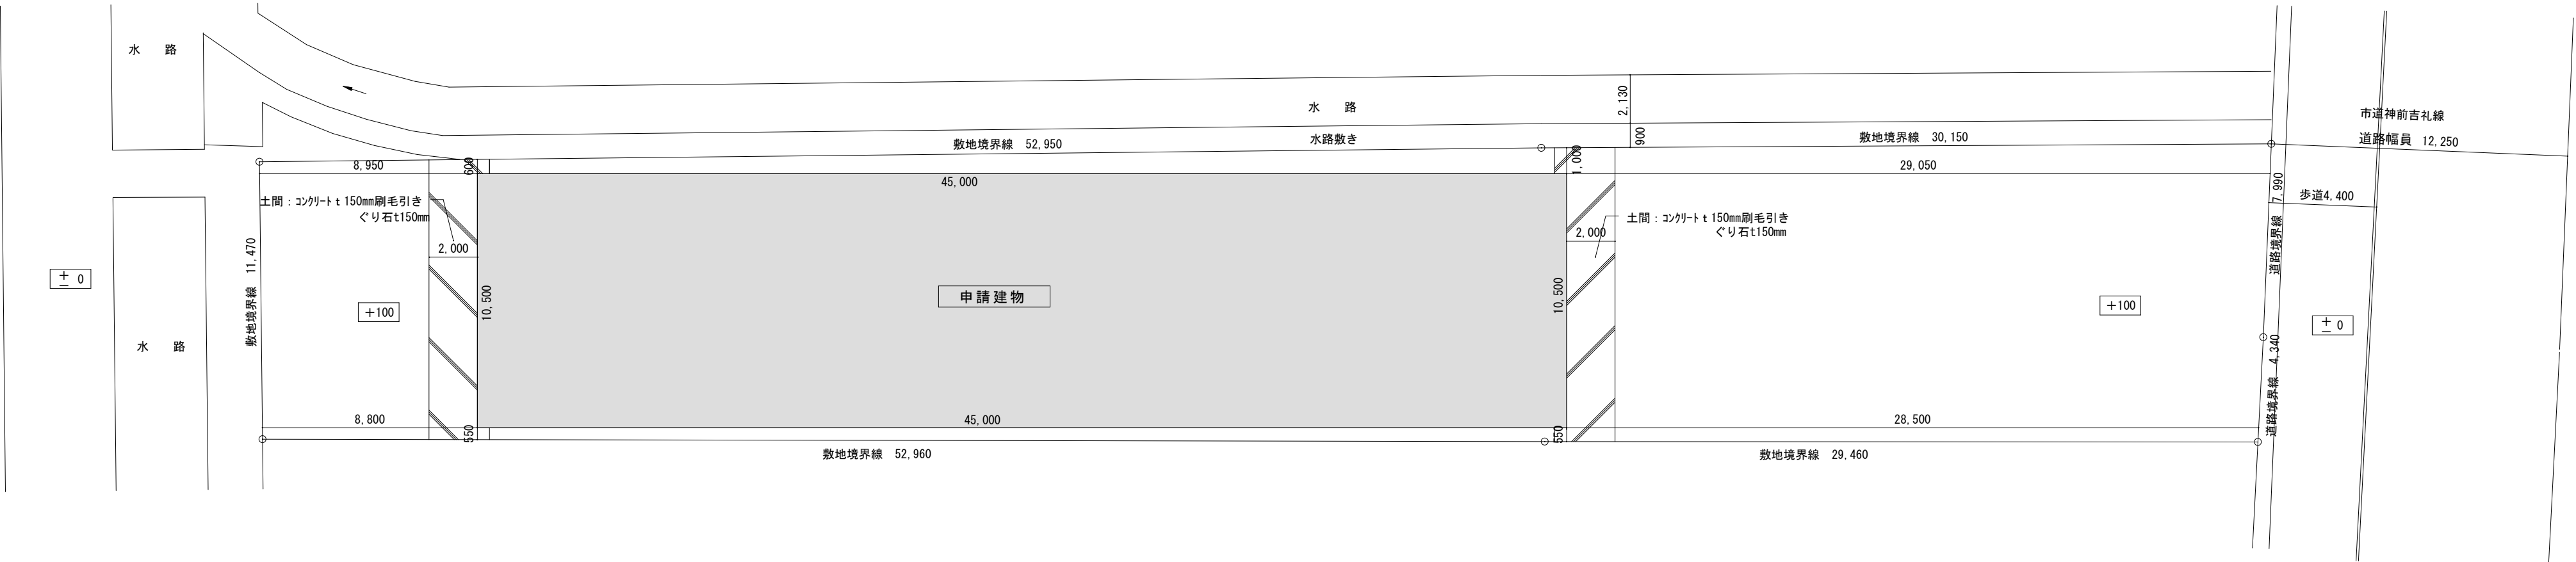 水　　路
水　　路
2,130
市道神前吉礼線
道路幅員　12,250
敷地境界線　52,950
水路敷き
900
敷地境界線　30,150
8,950
600
45,000
1,000
29,050
7,990
道路境界線
歩道4,400
土間：ｺﾝｸﾘｰﾄｔ150mm刷毛引き
ぐり石t150mm
土間：ｺﾝｸﾘｰﾄｔ150mm刷毛引き
ぐり石t150mm
2,000
2,000
敷地境界線　11,470
±0
+100
10,500
申請建物
10,500
+100
±0
水　　路
道路境界線　4,340
8,800
550
45,000
550
28,500
敷地境界線　52,960
敷地境界線　29,460